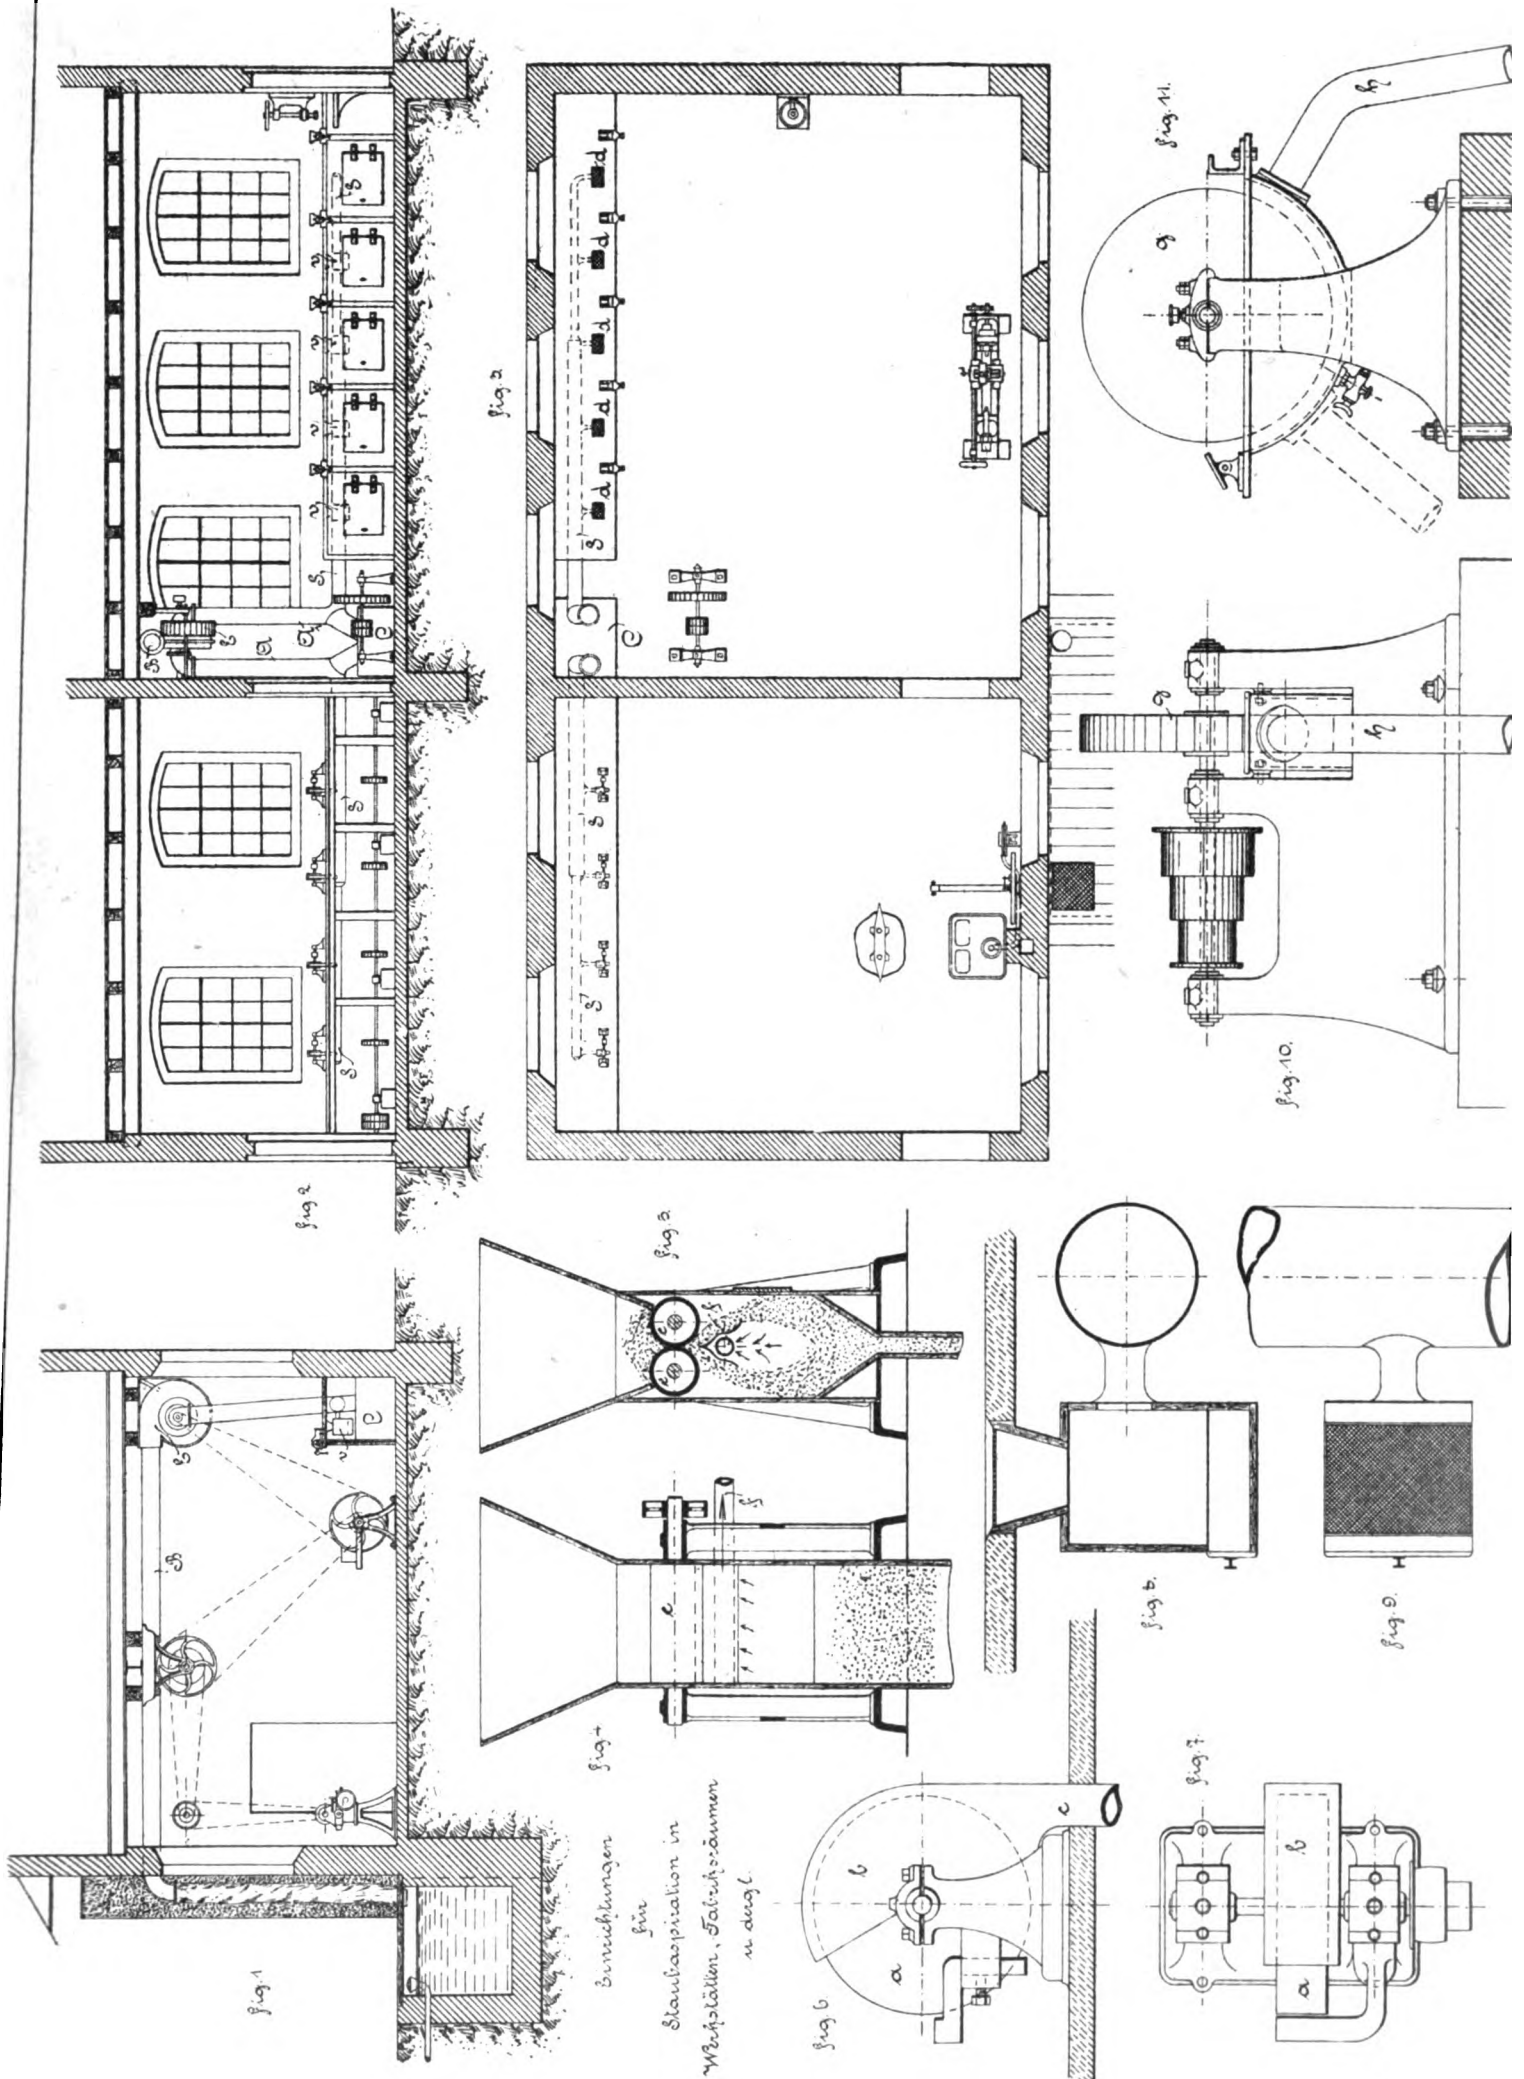 Fig. 1
Fig. 2
Fig. 2
Fig. 3
Fig. 4
Fig. 6
Fig. 7.
Fig. 8.
Fig. 9.
Fig. 10.
Fig. 11.
Einrichtungen
für
Staubaspiration in
Werkstätten, Fabrikräumen
u. dergl.
B
C
v
S
v
v
v
v
S
S
S
C
d
d
d
d
d
S
S
S
C
e
e
f
e
f
a
b
c
a
b
g
h
g
h